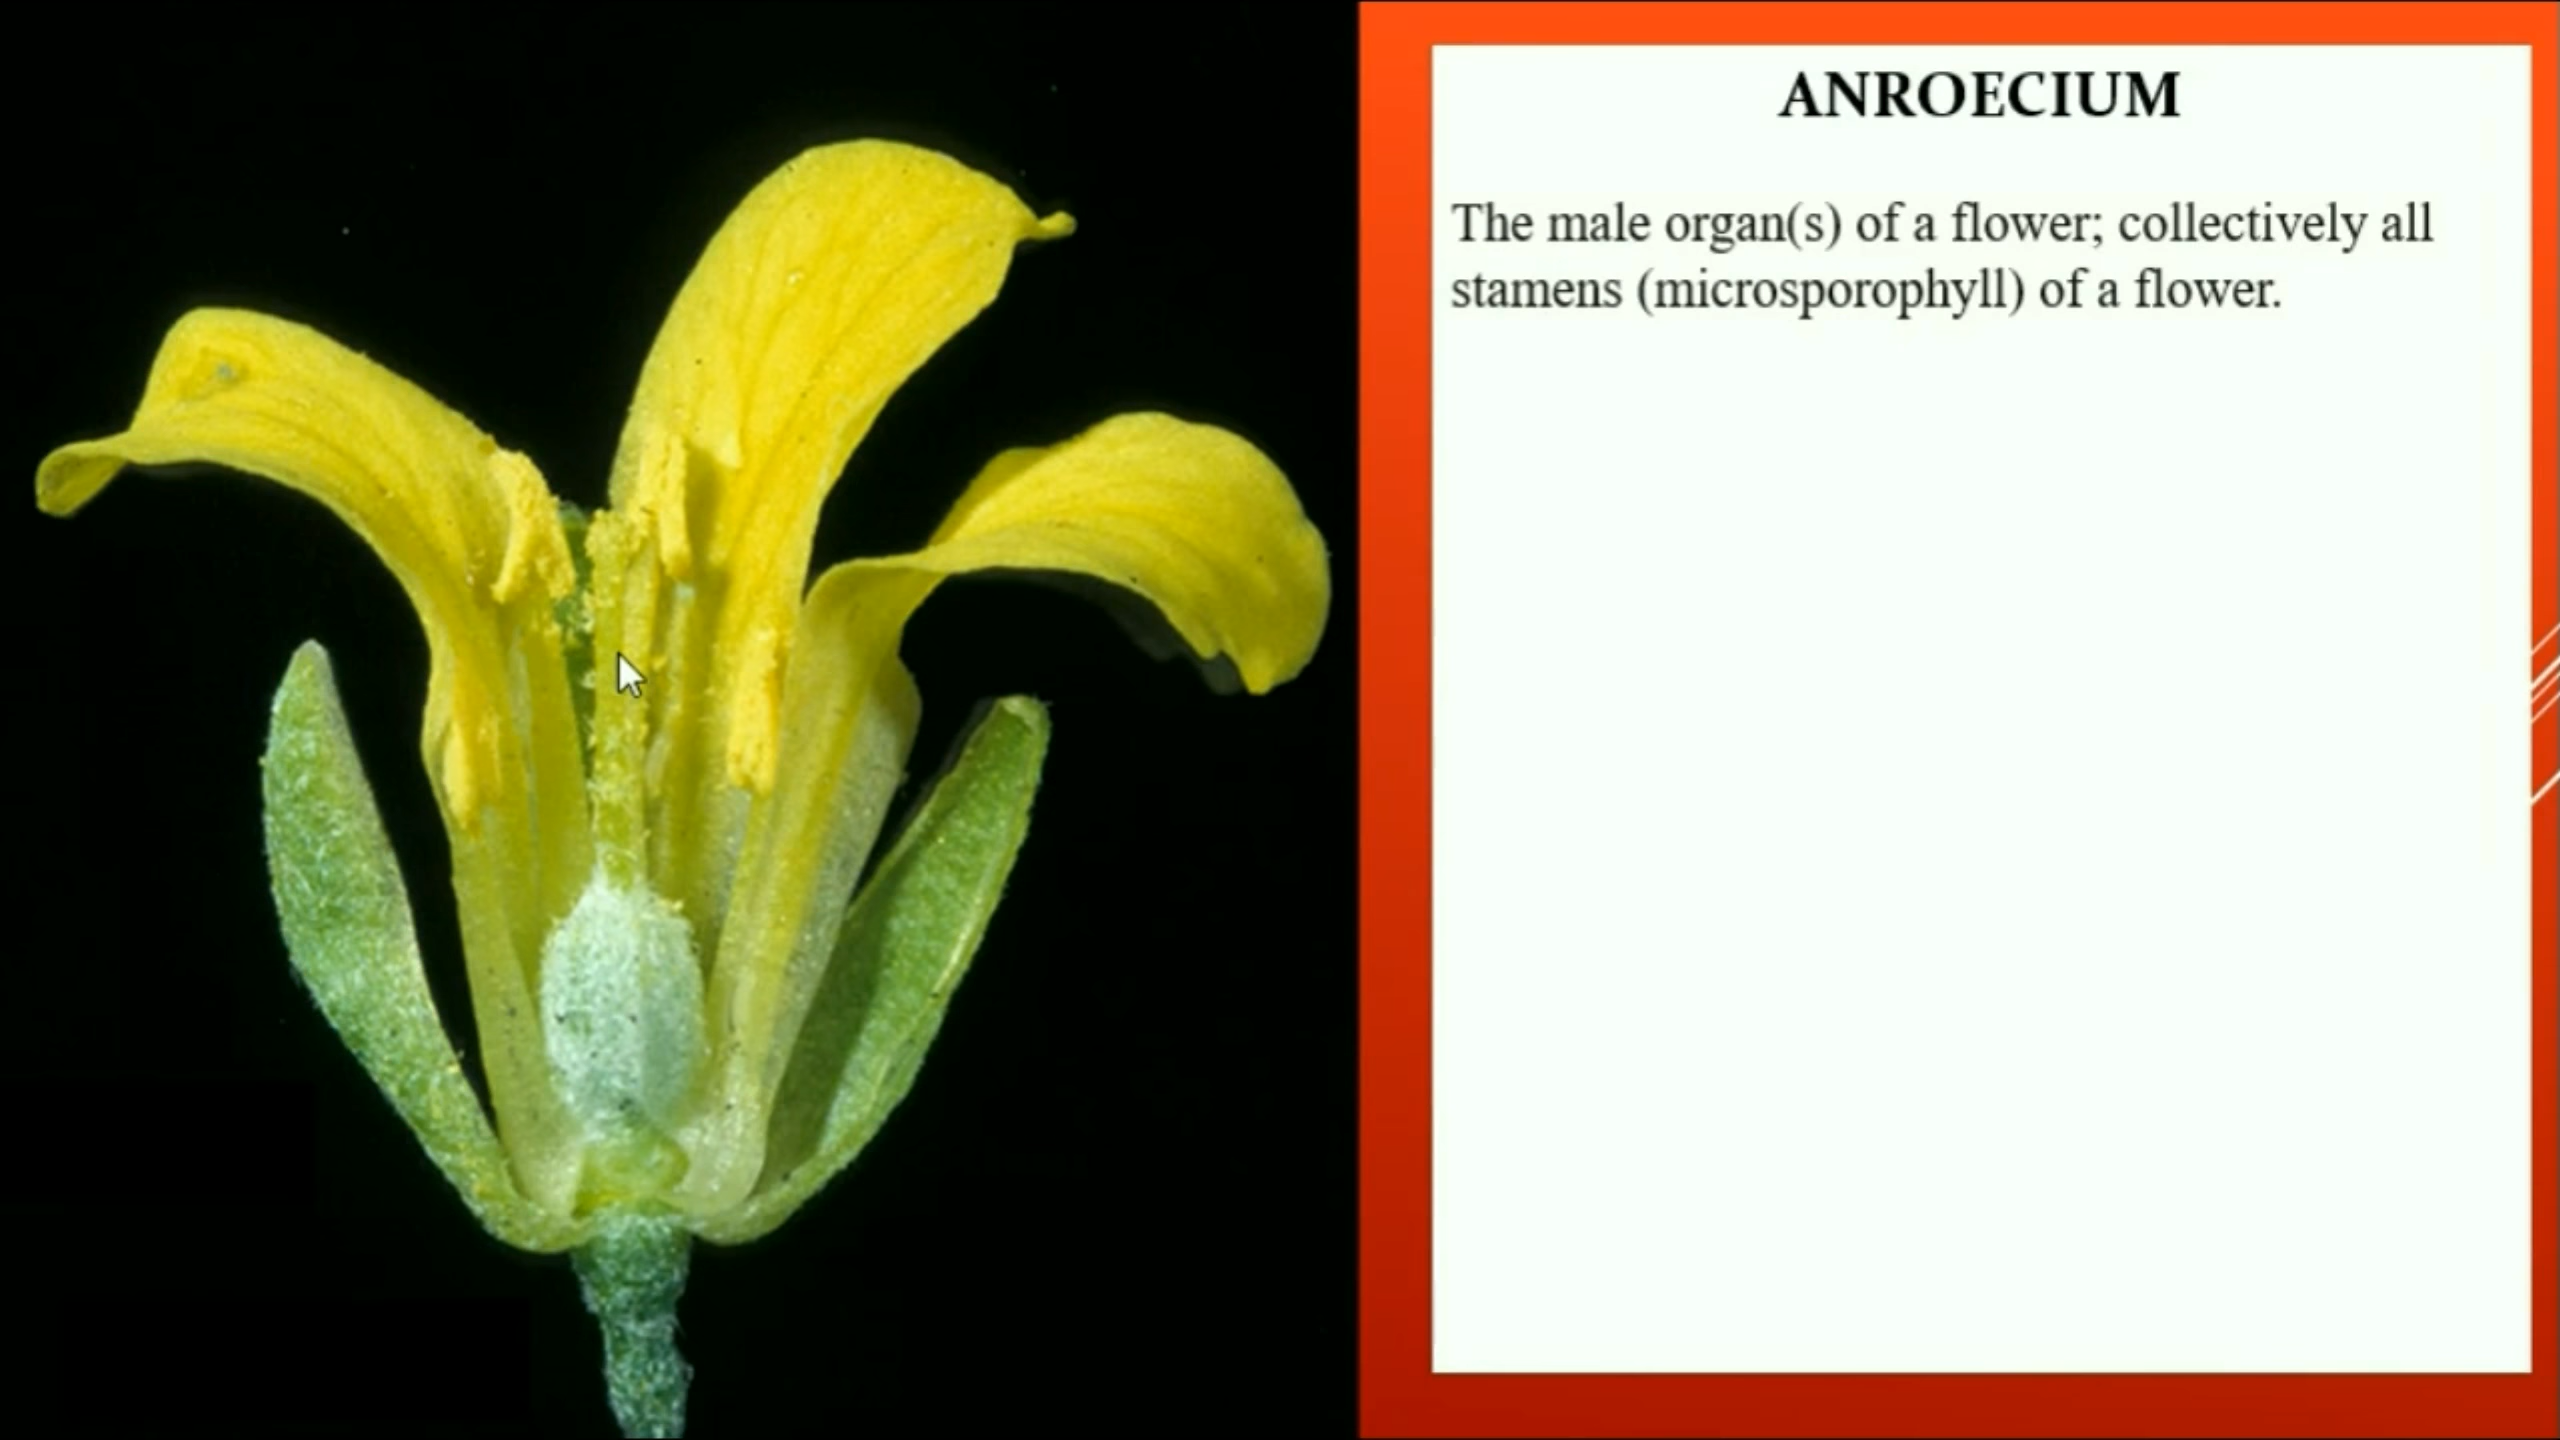 ANROECIUM
The male organ(s) of a flower; collectively all
stamens (microsporophyll) of a flower.